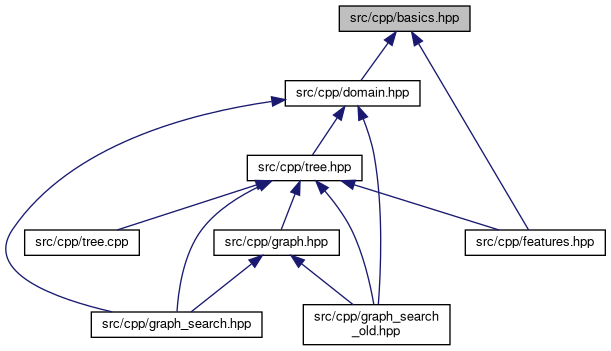 src/cpp/basics.hpp
src/cpp/domain.hpp
src/cpp/tree.hpp
src/cpp/tree.cpp
src/cpp/graph.hpp
src/cpp/features.hpp
src/cpp/graph_search.hpp
src/cpp/graph_search
_old.hpp